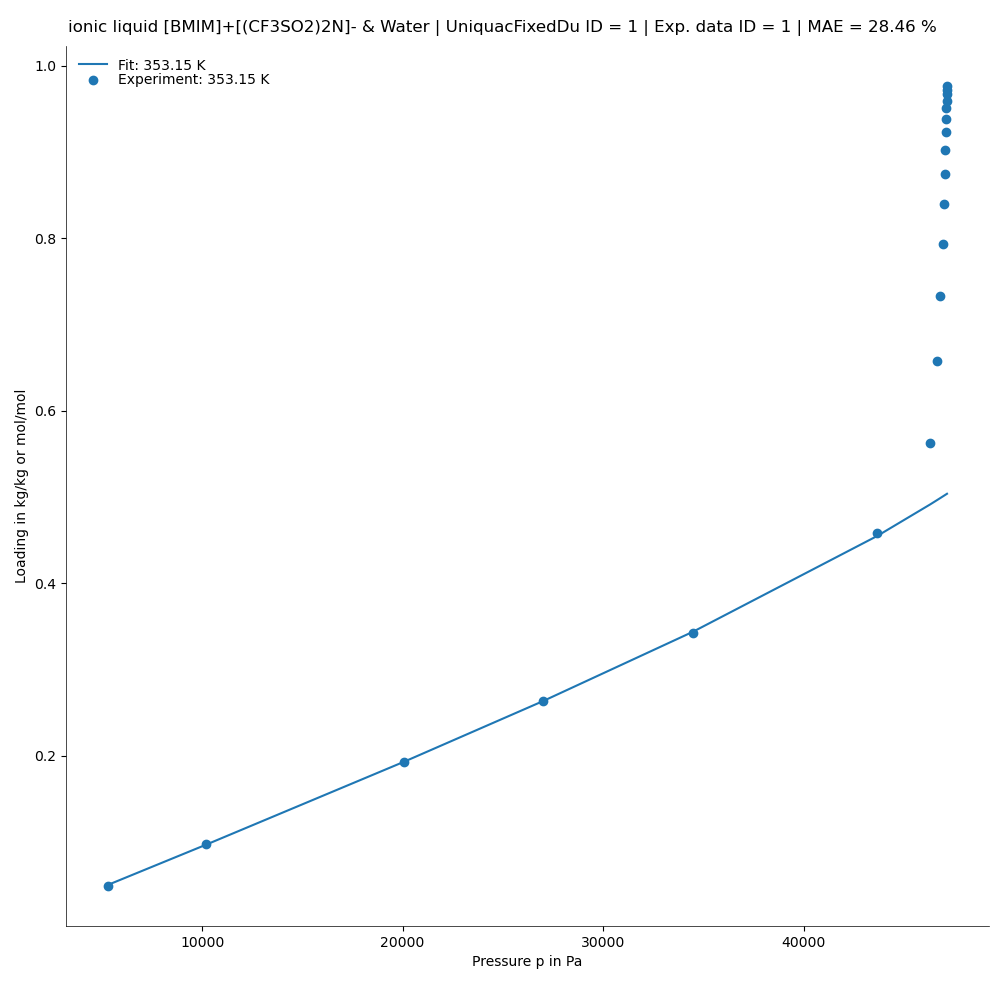 ionic liquid [BMIM]+[(CF3SO2)2N]- & Water | UniquacFixedDu ID = 1 | Exp. data ID = 1 | MAE = 28.46 %
Fit: 353.15 K
Experiment: 353.15 K
1.0
0.8
0.6
0.4
0.2
Loading in kg/kg or mol/mol
10000 20000 30000 40000
Pressure p in Pa